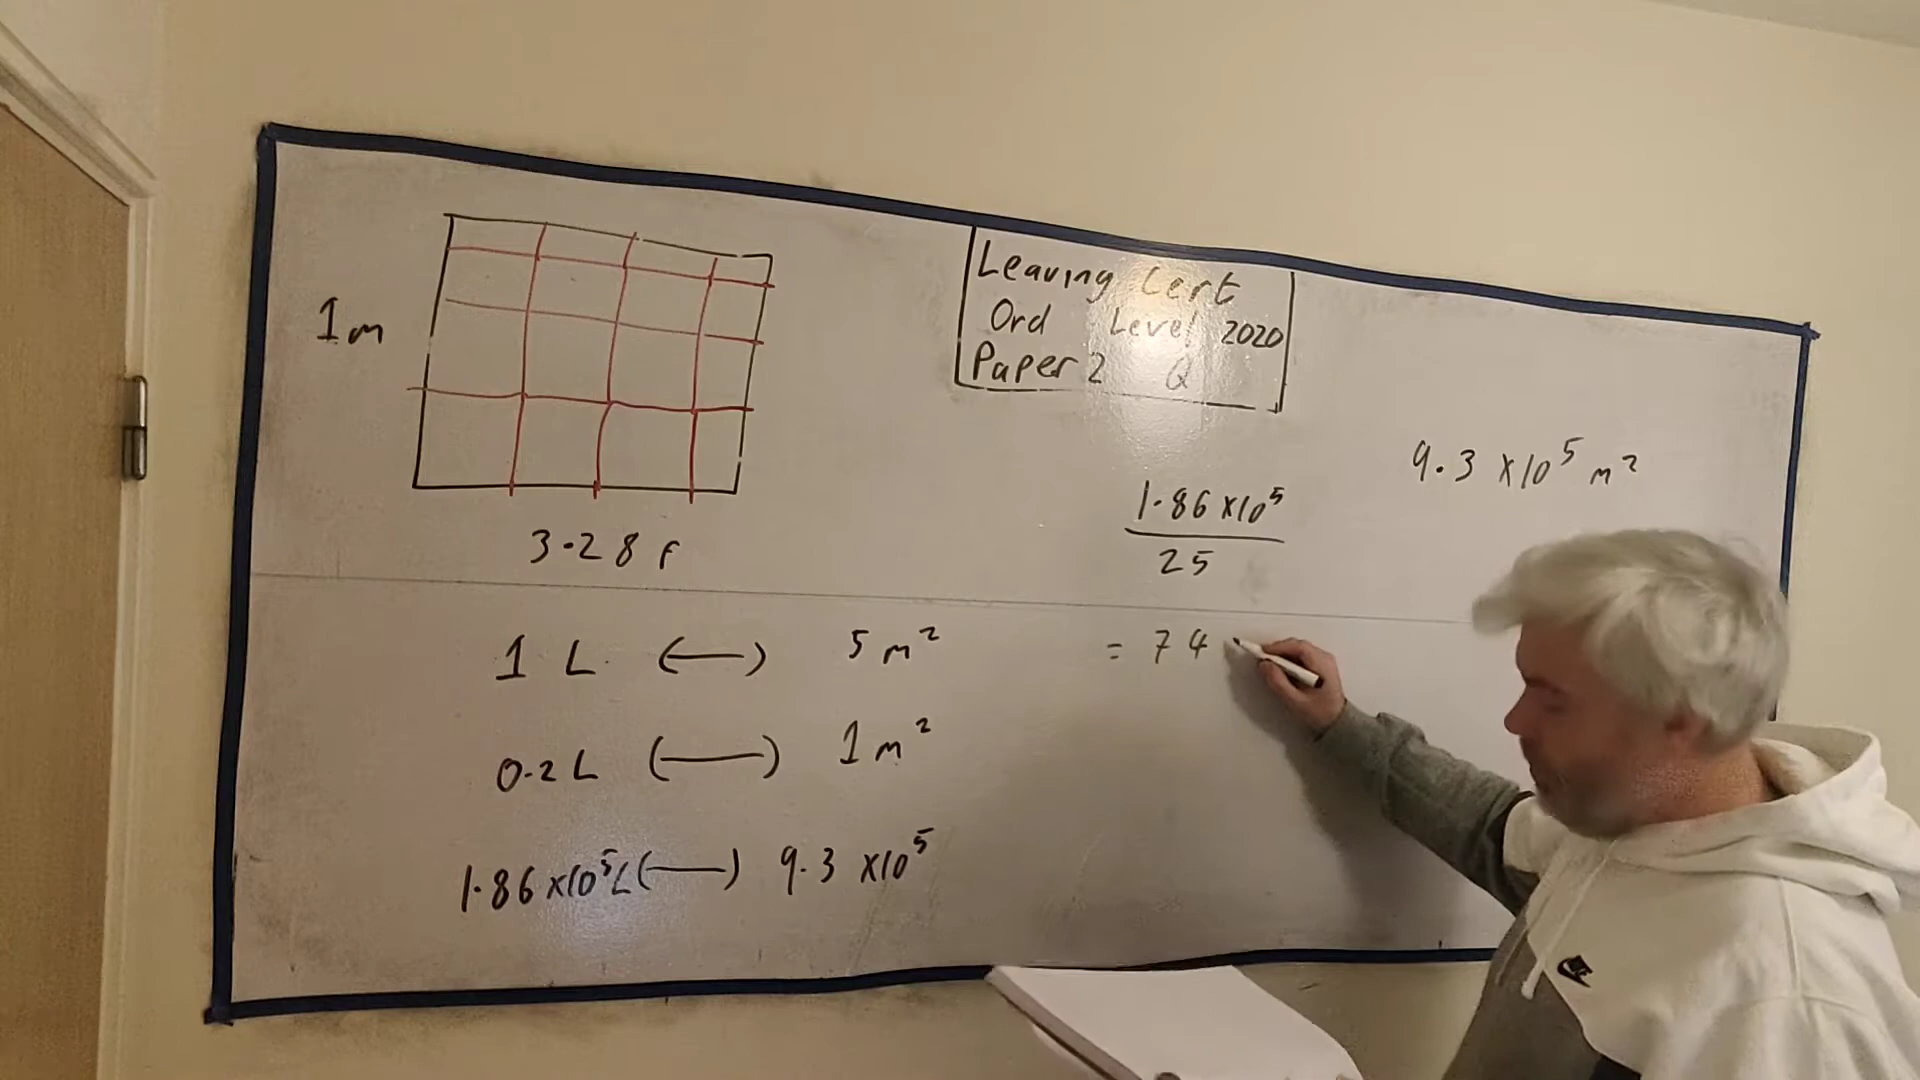 1m
3.28 f
Leaving Cert
Ord Level 2020
Paper 2 Q
9.3 x10⁵ m²
1.86 x10⁵
25
= 74
1 L (—) 5 m²
0.2 L (—) 1 m²
1.86 x10⁵ L (—) 9.3 x10⁵